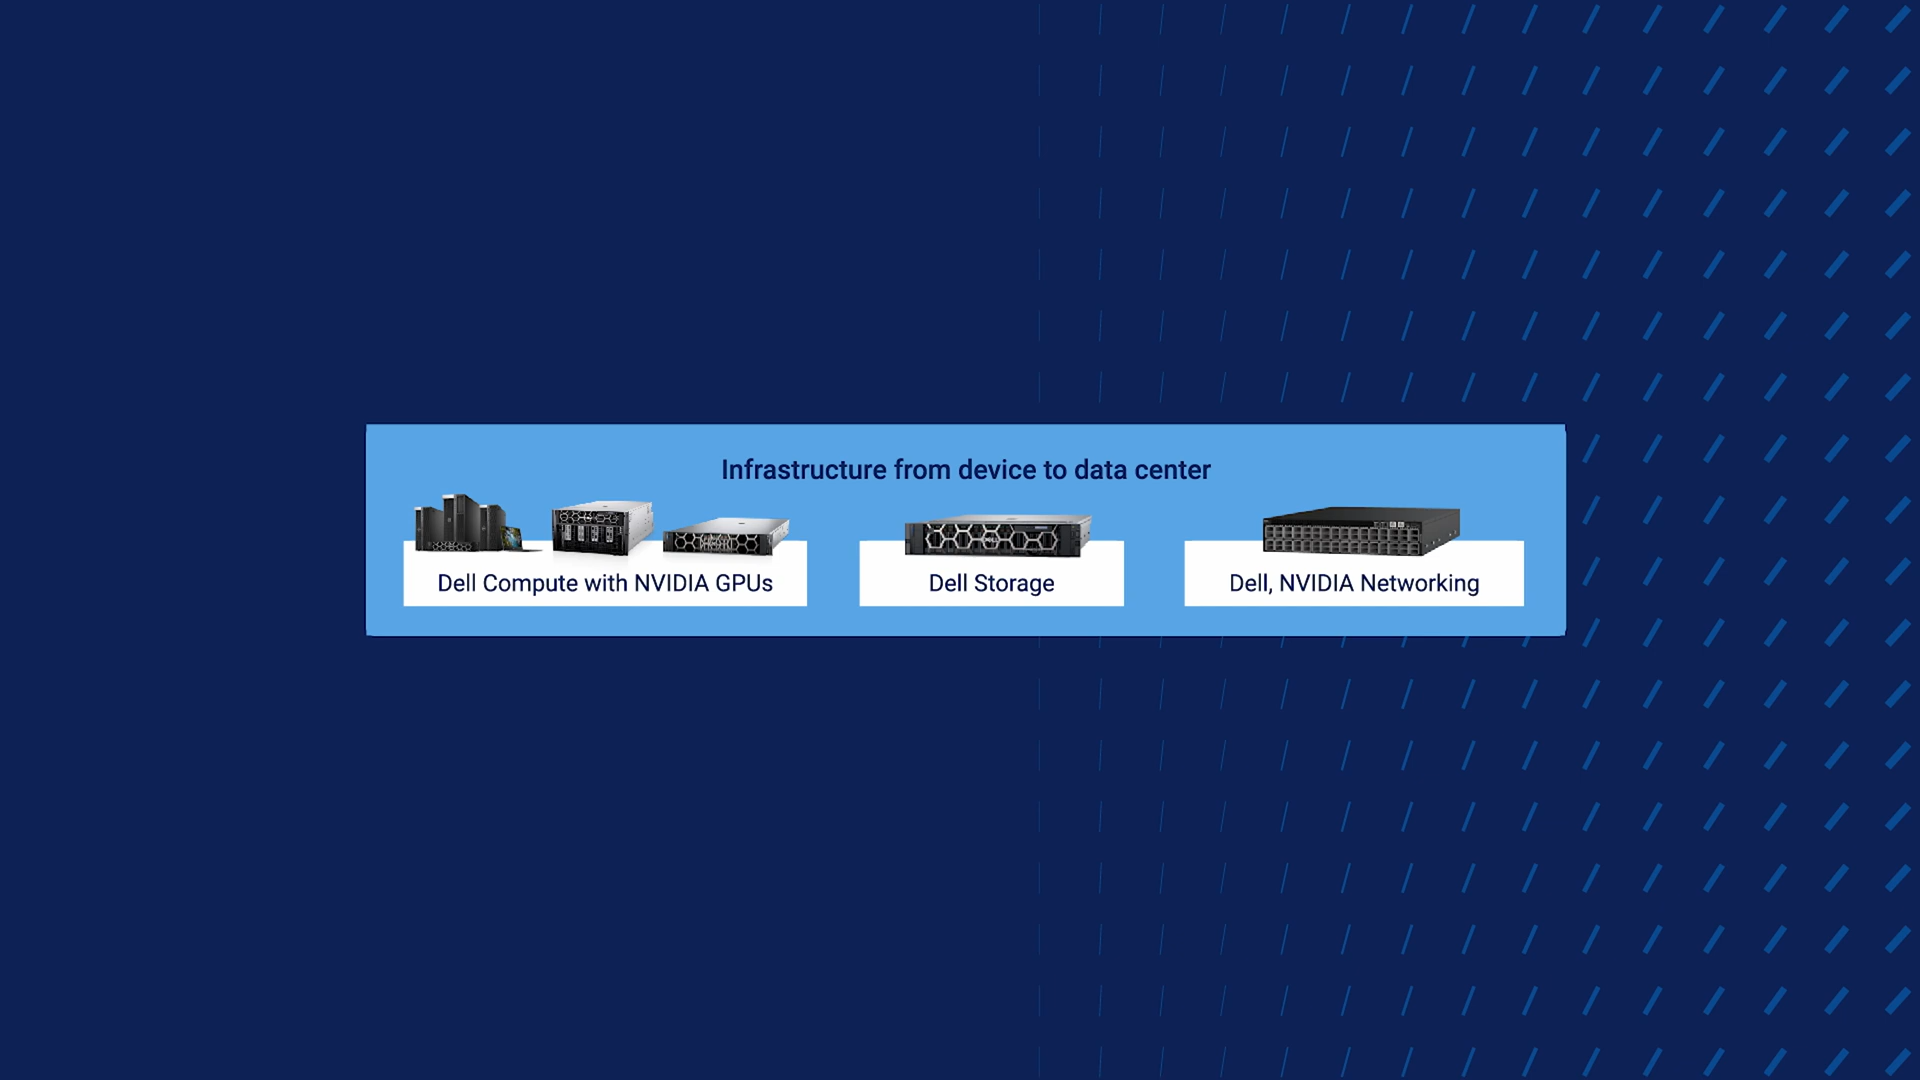 Infrastructure from device to data center
Dell Compute with NVIDIA GPUs
Dell Storage
Dell, NVIDIA Networking